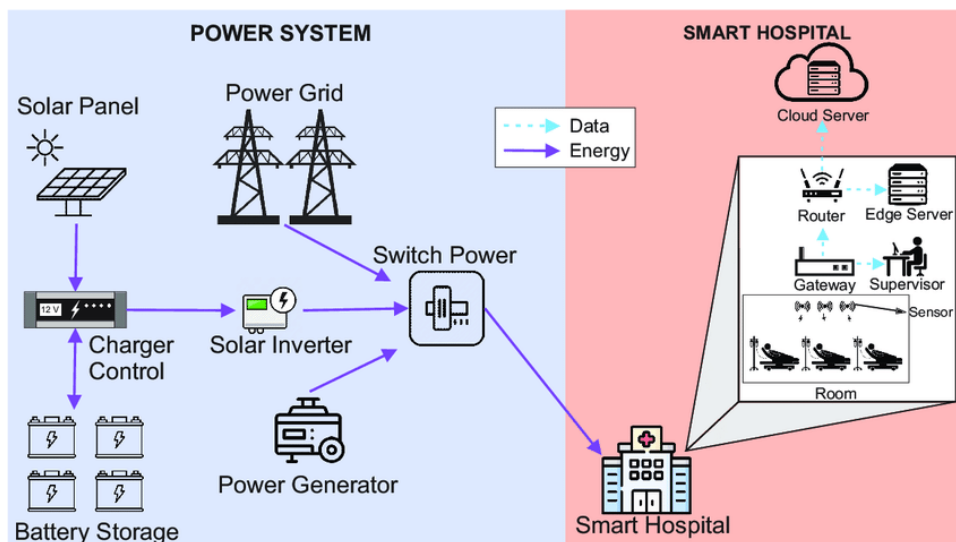 POWER SYSTEM
SMART HOSPITAL
Solar Panel
Power Grid
Data
Energy
Cloud Server
Router
Edge Server
Switch Power
Gateway
Supervisor
Sensor
12 V
Charger
Control
Solar Inverter
Room
Power Generator
Battery Storage
Smart Hospital